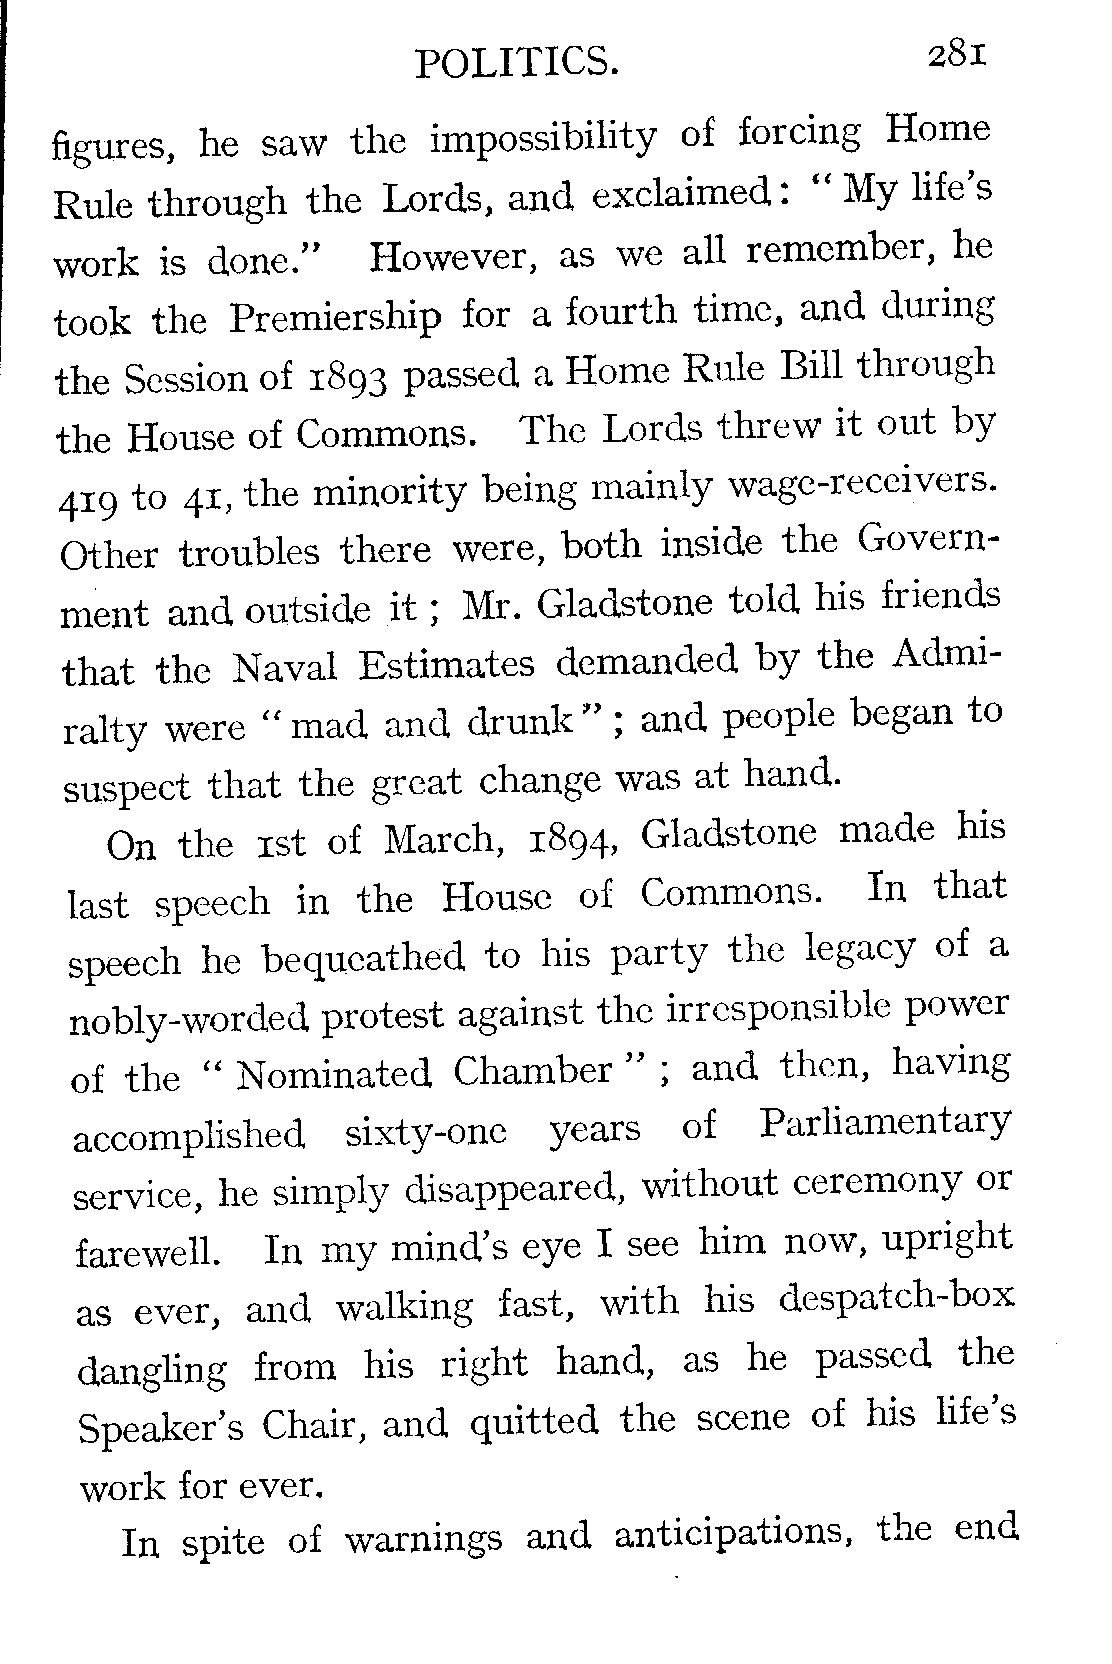 POLITICS. 281
figures, he saw the impossibility of forcing Home
Rule through the Lords, and exclaimed: “ My life’s
work is done.” However, as we all remember, he
took the Premiership for a fourth time, and during
the Session of 1893 passed a Home Rule Bill through
the House of Commons. The Lords threw it out by
419 to 41, the minority being mainly wage-receivers.
Other troubles there were, both inside the Govern-
ment and outside it ; Mr. Gladstone told his friends
that the Naval Estimates demanded by the Admi-
ralty were “ mad and drunk ” ; and people began to
suspect that the great change was at hand.
On the 1st of March, 1894, Gladstone made his
last speech in the House of Commons. In that
speech he bequeathed to his party the legacy of a
nobly-worded protest against the irresponsible power
of the “ Nominated Chamber ” ; and then, having
accomplished sixty-one years of Parliamentary
service, he simply disappeared, without ceremony or
farewell. In my mind’s eye I see him now, upright
as ever, and walking fast, with his despatch-box
dangling from his right hand, as he passed the
Speaker’s Chair, and quitted the scene of his life’s
work for ever.
In spite of warnings and anticipations, the end